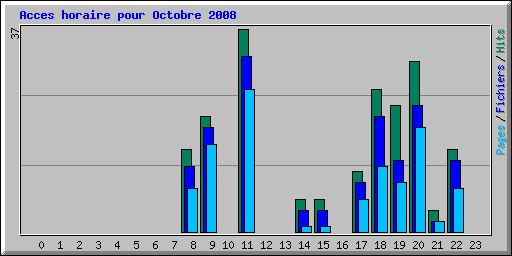 Acces horaire pour Octobre 2008
37
Pages / Fichiers / Hits
0 1 2 3 4 5 6 7 8 9 10 11 12 13 14 15 16 17 18 19 20 21 22 23